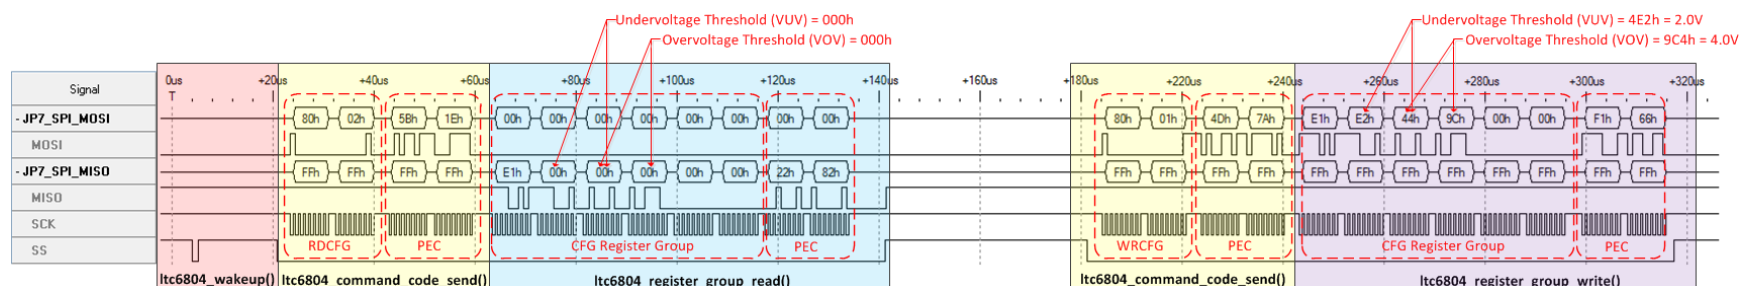 Undervoltage Threshold (VUV) = 000h
Undervoltage Threshold (VUV) = 4E2h = 2.0V
Overvoltage Threshold (VOV) = 000h
Overvoltage Threshold (VOV) = 9C4h = 4.0V
Signal
0us +20us +40us +60us +80us +100us +120us +140us +160us +180us +220us +240us +260us +280us +300us +320us
T
- JP7_SPI_MOSI 80h 02h 5Bh 1Eh 00h 00h 00h 00h 00h 00h 00h 00h 80h 01h 4Dh 7Ah E1h E2h 44h 9Ch 00h 00h F1h 66h
MOSI
- JP7_SPI_MISO FFh FFh FFh FFh E1h 00h 00h 00h 00h 00h 22h 82h FFh FFh FFh FFh FFh FFh FFh FFh FFh FFh FFh FFh
MISO
SCK
RDCFG PEC CFG Register Group PEC WRCFG PEC CFG Register Group PEC
SS
ltc6804_wakeup() ltc6804_command_code_send() ltc6804_register_group_read() ltc6804_command_code_send() ltc6804_register_group_write()